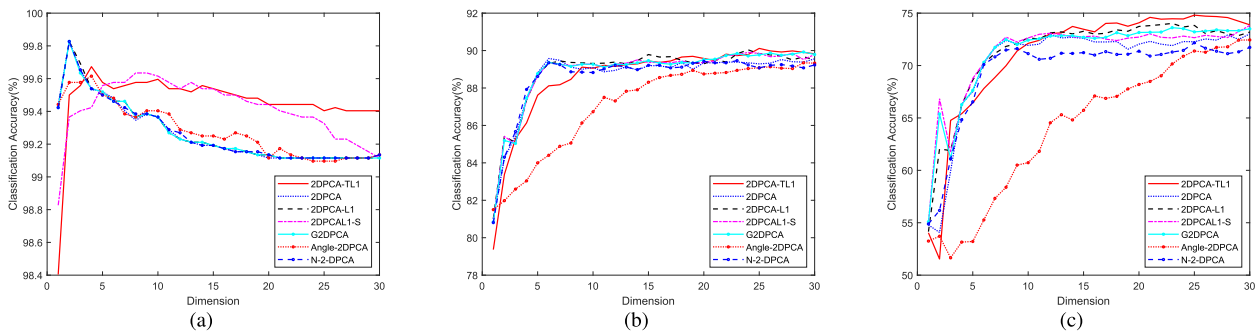 Classification Accuracy(%)
100
99.8
99.6
99.4
99.2
99
98.8
98.6
98.4
0 5 10 15 20 25 30
Dimension
2DPCA-TL1
2DPCA
2DPCA-L1
2DPCAL1-S
G2DPCA
Angle-2DPCA
N-2-DPCA
(a)
Classification Accuracy(%)
92
90
88
86
84
82
80
78
0 5 10 15 20 25 30
Dimension
2DPCA-TL1
2DPCA
2DPCA-L1
2DPCAL1-S
G2DPCA
Angle-2DPCA
N-2-DPCA
(b)
Classification Accuracy(%)
75
70
65
60
55
50
0 5 10 15 20 25 30
Dimension
2DPCA-TL1
2DPCA
2DPCA-L1
2DPCAL1-S
G2DPCA
Angle-2DPCA
N-2-DPCA
(c)